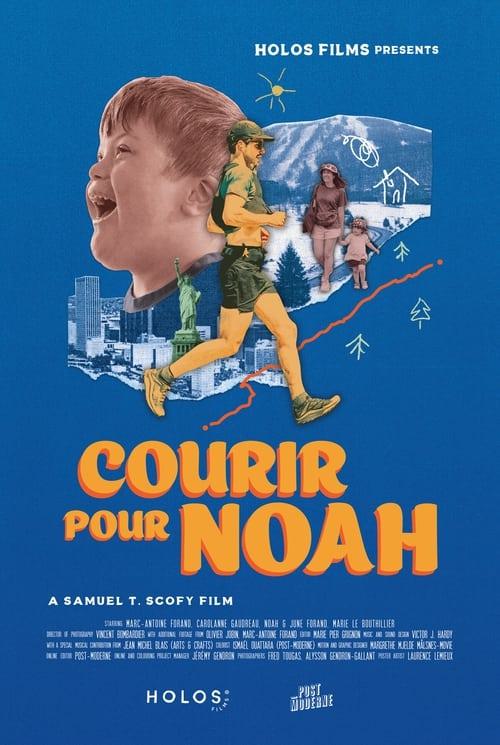 HOLOS FILMS PRESENTS
COURIR
POUR NOAH
A SAMUEL T. SCOFY FILM
STARRING MARC-ANTOINE FORAND, CAROLANNE GAUDREAU, NOAH & JUNE FORAND, MARIE LE BOUTHILLIER
DIRECTOR OF PHOTOGRAPHY VINCENT BOMBARDIER WITH ADDITIONAL FOOTAGE FROM OLIVIER JOBIN, MARC-ANTOINE FORAND EDITOR MARIE PIER GRIGNON MUSIC AND SOUND DESIGN VICTOR J. HARDY
WITH A SPECIAL MUSICAL CONTRIBUTION FROM JEAN MICHEL BLAIS (ARTS & CRAFTS) COLORIST ISMAËL OUATTARA (POST-MODERNE) MOTION AND GRAPHIC DESIGNER MARGRETHE MJELDE MÅLSNES-MOVIE
ONLINE EDITOR POST-MODERNE ONLINE AND COLOURING PROJECT MANAGER JÉRÉMY GENDRON PHOTOGRAPHERS FRED TOUGAS, ALYSSON GENDRON-GALLANT POSTER ARTIST LAURENCE LEMIEUX
HOLOS®
FILMS
POST
MODERNE